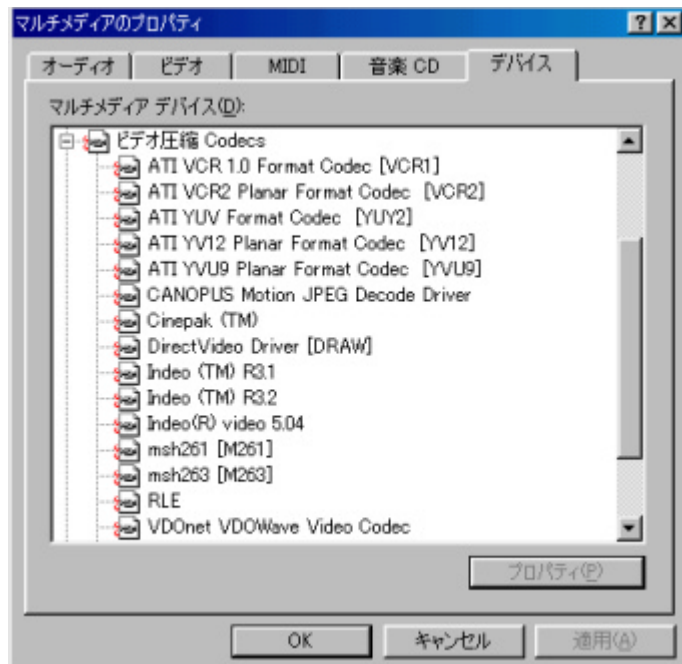 マルチメディアのプロパティ
オーディオ ビデオ MIDI 音楽 CD デバイス
マルチメディア デバイス(D):
ビデオ圧縮 Codecs
ATI VCR 1.0 Format Codec [VCR1]
ATI VCR2 Planar Format Codec [VCR2]
ATI YUV Format Codec [YUY2]
ATI YV12 Planar Format Codec [YV12]
ATI YVU9 Planar Format Codec [YVU9]
CANOPUS Motion JPEG Decode Driver
Cinepak (TM)
DirectVideo Driver [DRAW]
Indeo (TM) R3.1
Indeo (TM) R3.2
Indeo(R) video 5.04
msh261 [M261]
msh263 [M263]
RLE
VDOnet VDOWave Video Codec
プロパティ(P)
OK キャンセル 適用(A)